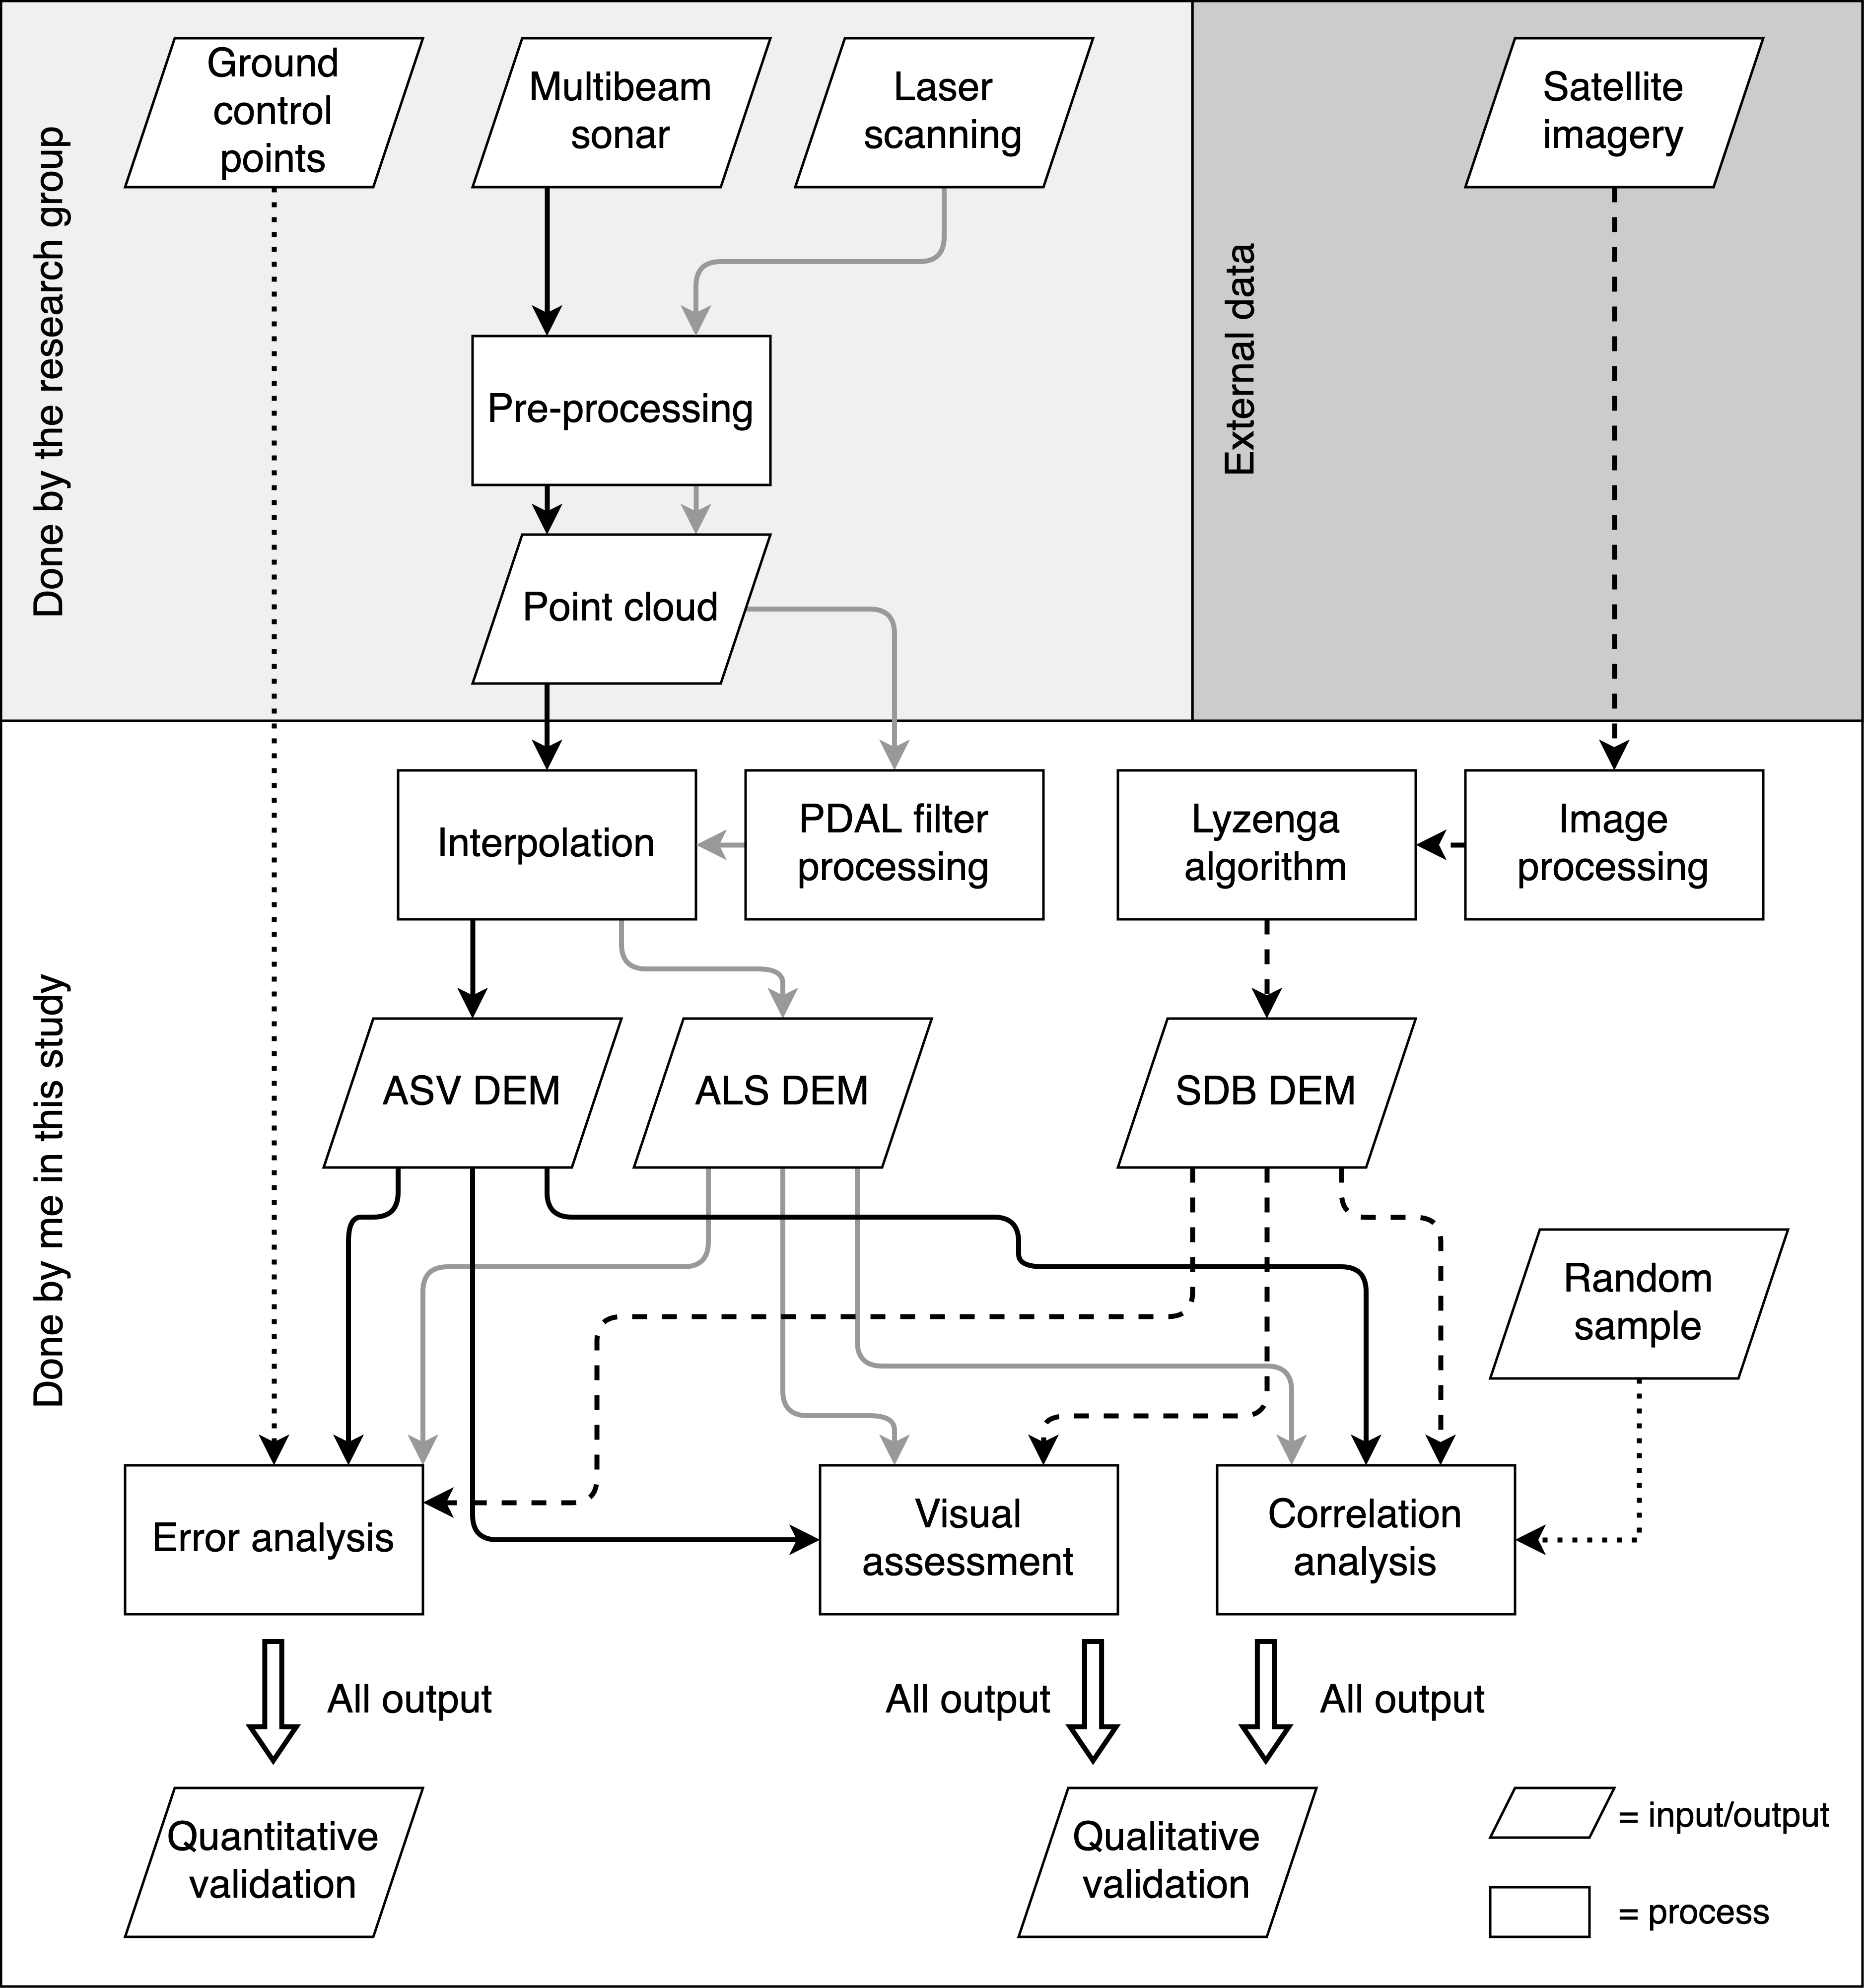 Ground
control
points
Multibeam
sonar
Laser
scanning
Satellite
imagery
Done by the research group
External data
Pre-processing
Point cloud
Interpolation
PDAL filter
processing
Lyzenga
algorithm
Image
processing
Done by me in this study
ASV DEM
ALS DEM
SDB DEM
Random
sample
Error analysis
Visual
assessment
Correlation
analysis
All output
All output
All output
Quantitative
validation
Qualitative
validation
= input/output
= process